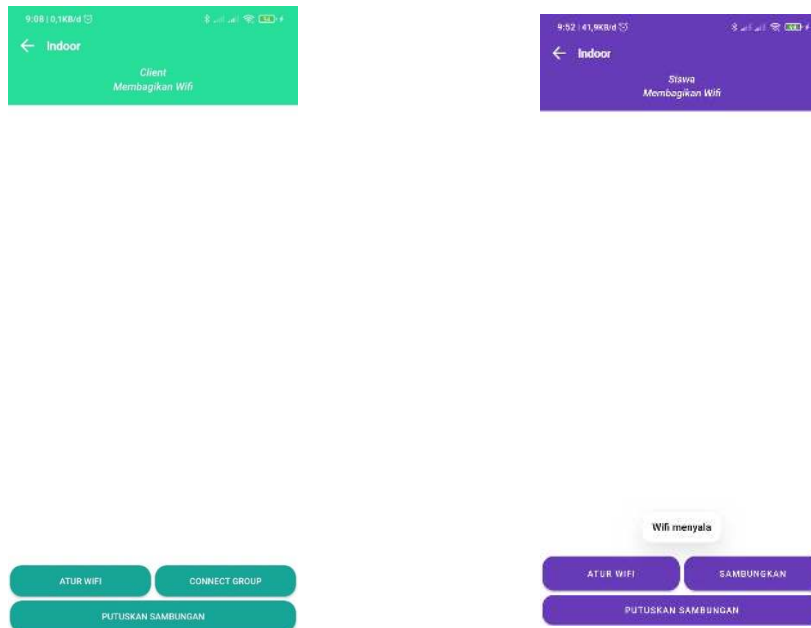 9:08 | 0,1KB/d
Indoor
Client
Membagikan Wifi
ATUR WIFI
CONNECT GROUP
PUTUSKAN SAMBUNGAN
9:52 | 41,9KB/d
Indoor
Siswa
Membagikan Wifi
Wifi menyala
ATUR WIFI
SAMBUNGKAN
PUTUSKAN SAMBUNGAN